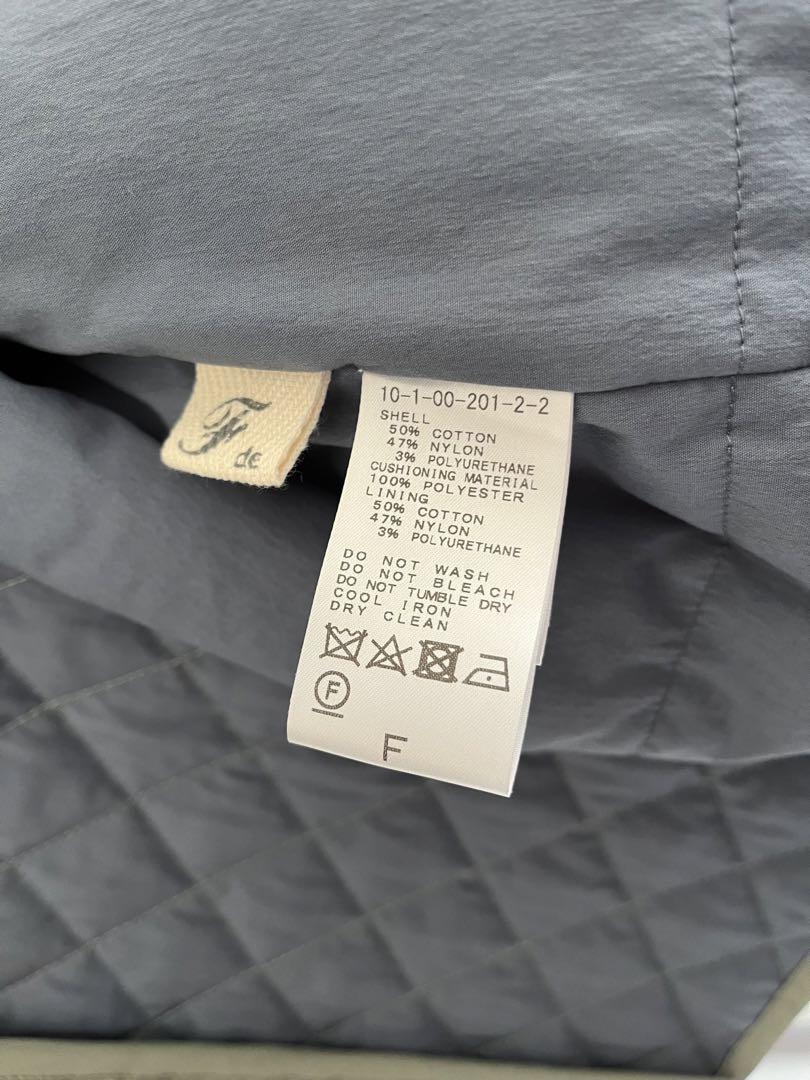 10-1-00-201-2-2
SHELL
50% COTTON
47% NYLON
3% POLYURETHANE
CUSHIONING MATERIAL
100% POLYESTER
LINING
50% COTTON
47% NYLON
3% POLYURETHANE
DO NOT WASH
DO NOT BLEACH
DO NOT TUMBLE DRY
COOL IRON
DRY CLEAN
F
F
de